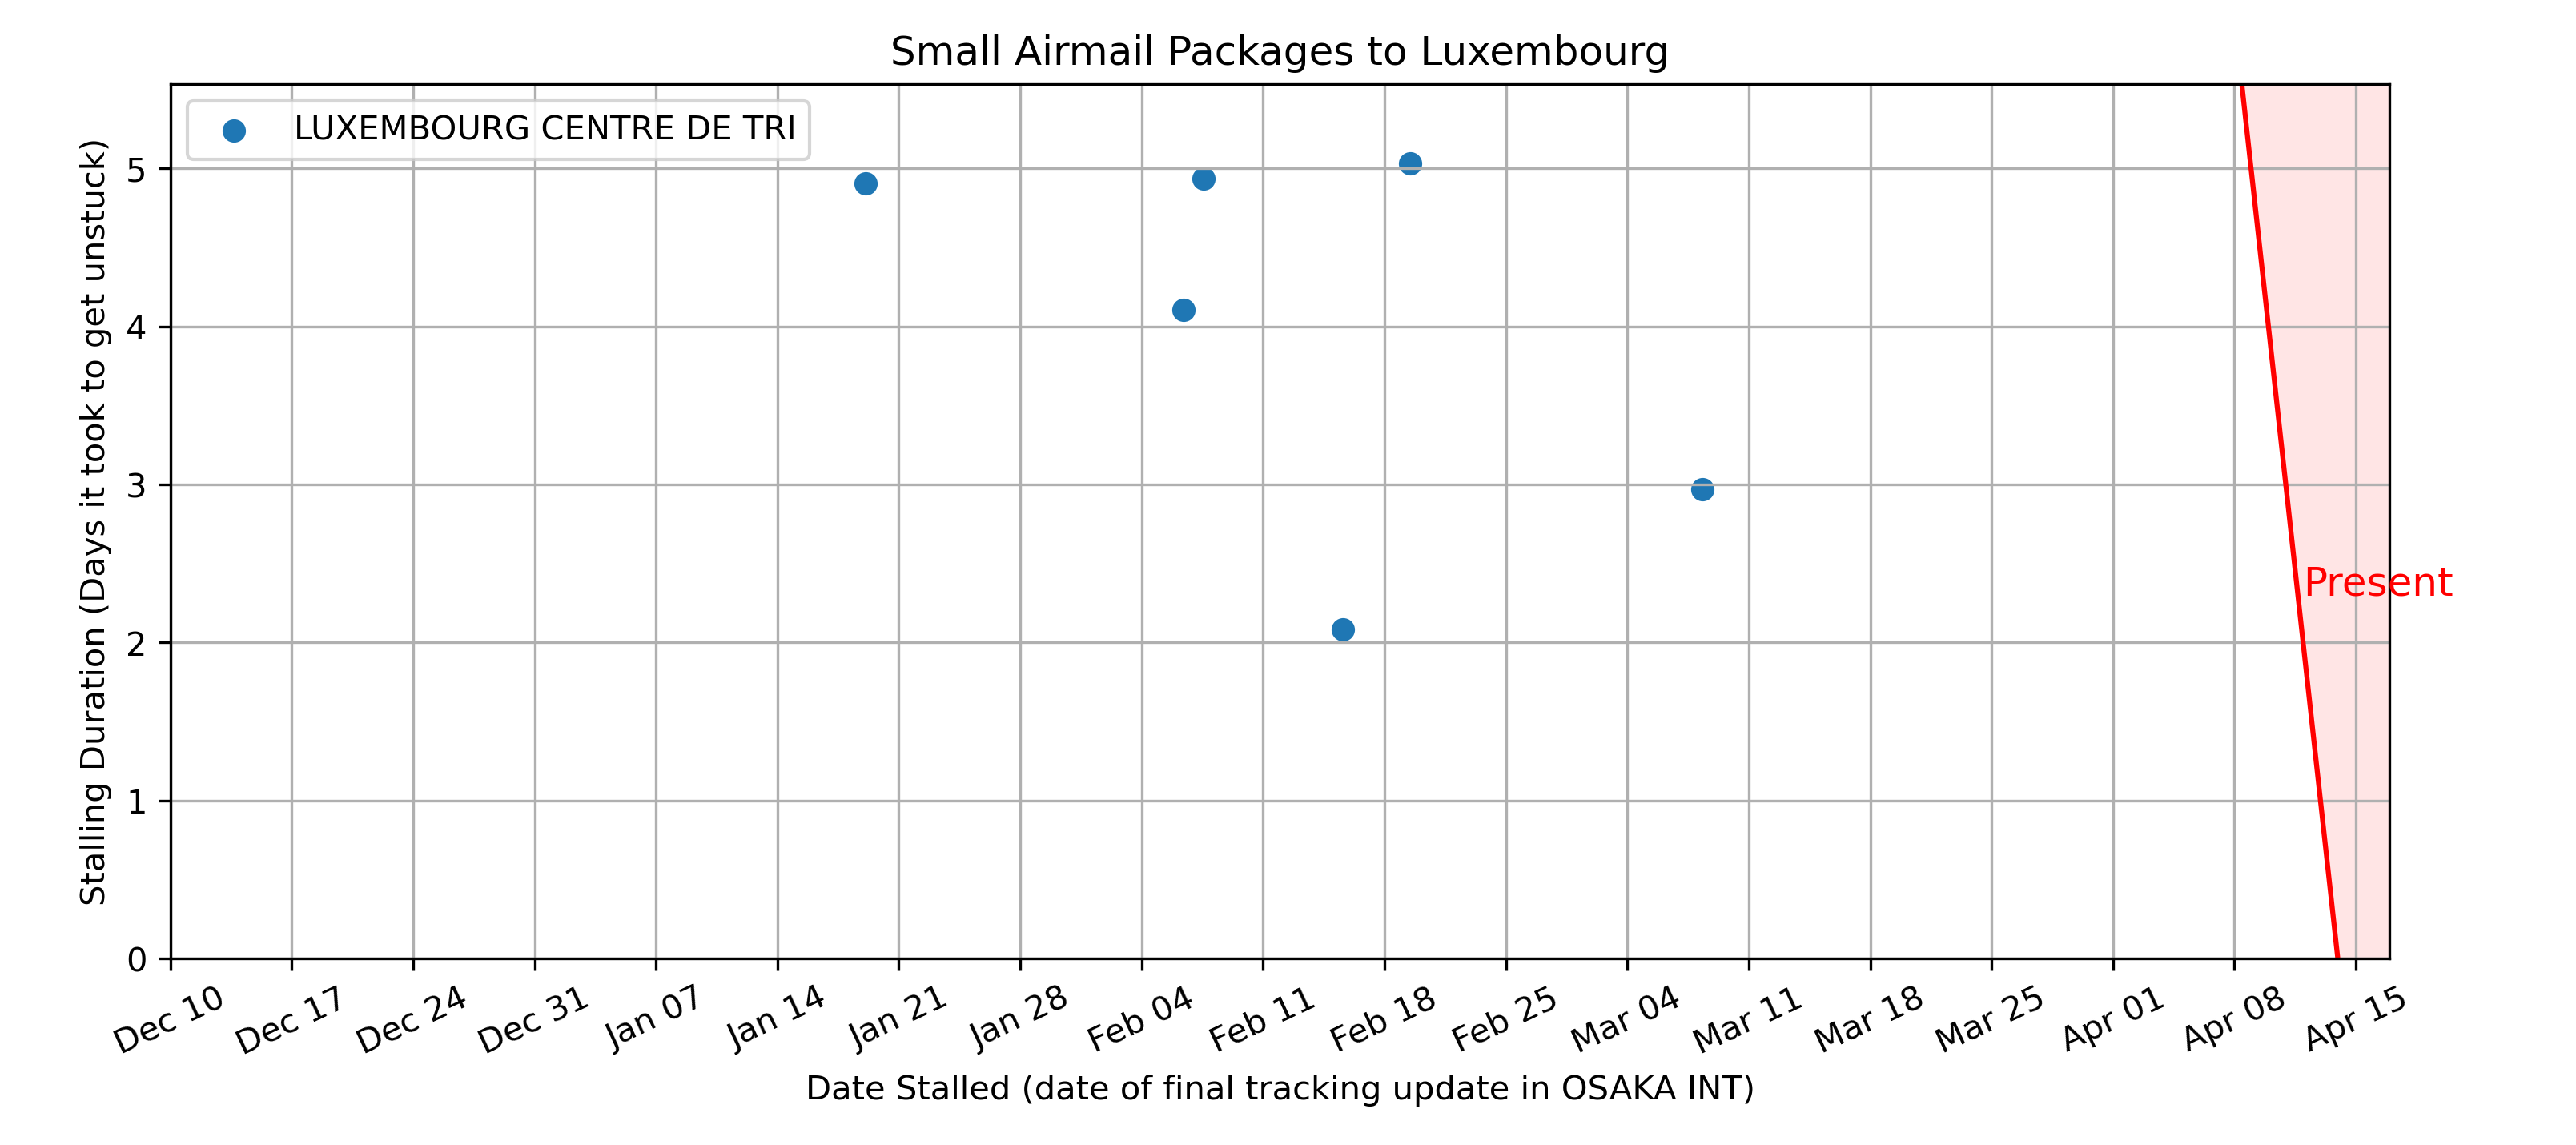 Small Airmail Packages to Luxembourg
LUXEMBOURG CENTRE DE TRI
Stalling Duration (Days it took to get unstuck)
5
4
3
2
1
0
Present
Dec 10
Dec 17
Dec 24
Dec 31
Jan 07
Jan 14
Jan 21
Jan 28
Feb 04
Feb 11
Feb 18
Feb 25
Mar 04
Mar 11
Mar 18
Mar 25
Apr 01
Apr 08
Apr 15
Date Stalled (date of final tracking update in OSAKA INT)